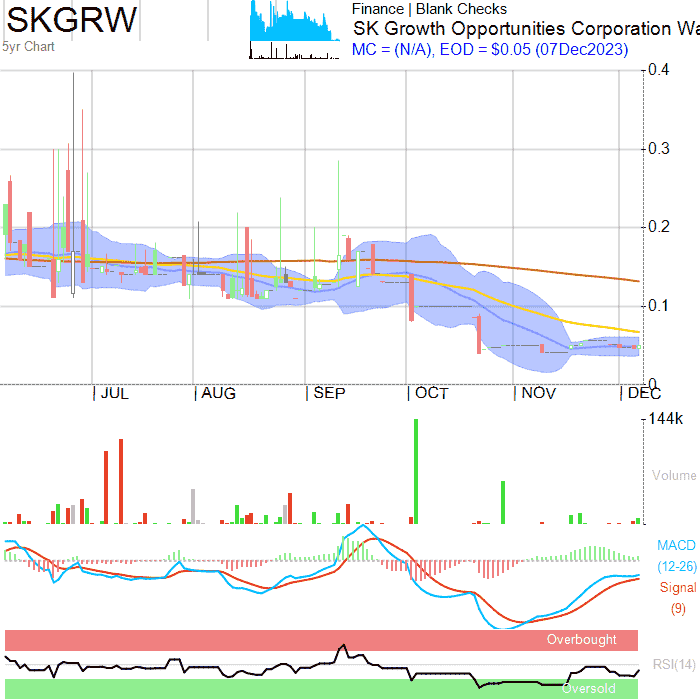 SKGRW
5yr Chart
Finance | Blank Checks
SK Growth Opportunities Corporation Wa
MC = (N/A), EOD = $0.05 (07Dec2023)
0.4
0.3
0.2
0.1
0
JUL AUG SEP OCT NOV DEC
144k
Volume
MACD
(12-26)
Signal
(9)
Overbought
RSI(14)
Oversold